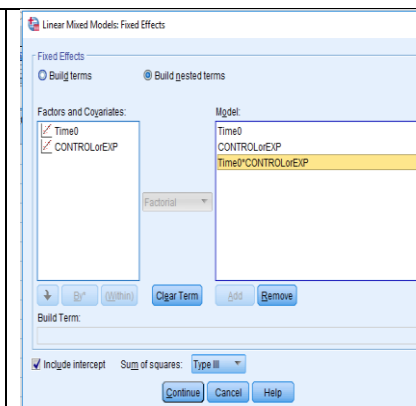 Linear Mixed Models: Fixed Effects
Fixed Effects
Build terms
Build nested terms
Factors and Covariates:
Model:
Time0
CONTROLorEXP
Time0
CONTROLorEXP
Time0*CONTROLorEXP
Factorial
By*
(Within)
Clear Term
Add
Remove
Build Term:
Include intercept
Sum of squares:
Type III
Continue
Cancel
Help